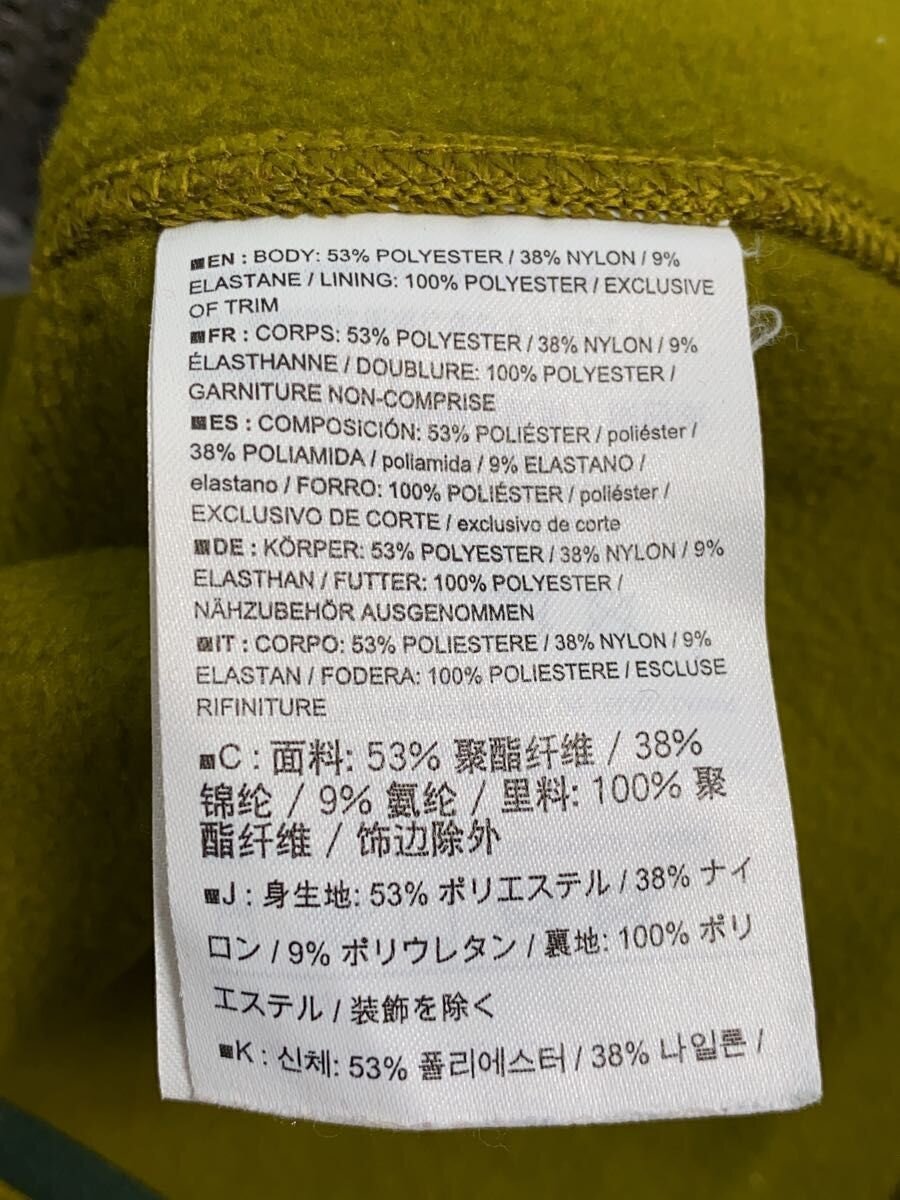 EN : BODY: 53% POLYESTER / 38% NYLON / 9%
ELASTANE / LINING: 100% POLYESTER / EXCLUSIVE
OF TRIM
FR : CORPS: 53% POLYESTER / 38% NYLON / 9%
ÉLASTHANNE / DOUBLURE: 100% POLYESTER /
GARNITURE NON-COMPRISE
ES : COMPOSICIÓN: 53% POLIÉSTER / poliéster /
38% POLIAMIDA / poliamida / 9% ELASTANO /
elastano / FORRO: 100% POLIÉSTER / poliéster /
EXCLUSIVO DE CORTE / exclusivo de corte
DE : KÖRPER: 53% POLYESTER / 38% NYLON / 9%
ELASTHAN / FUTTER: 100% POLYESTER /
NÄHZUBEHÖR AUSGENOMMEN
IT : CORPO: 53% POLIESTERE / 38% NYLON / 9%
ELASTAN / FODERA: 100% POLIESTERE / ESCLUSE
RIFINITURE
C : 面料: 53% 聚酯纤维 / 38%
锦纶 / 9% 氨纶 / 里料: 100% 聚
酯纤维 / 饰边除外
J : 身生地: 53% ポリエステル / 38% ナイ
ロン / 9% ポリウレタン / 裏地: 100% ポリ
エステル / 装飾を除く
K : 신체: 53% 폴리에스터 / 38% 나일론 /